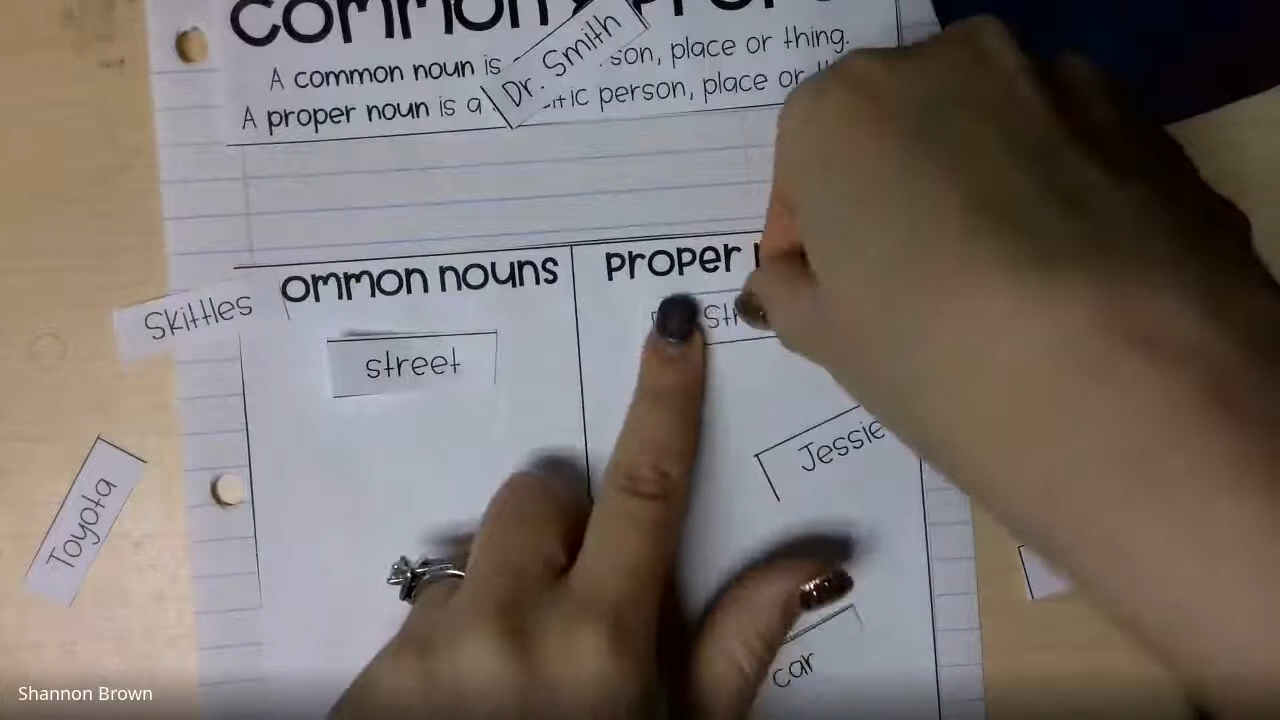 common
A common noun is son, place or thing.
A proper noun is a ific person, place or
Dr. Smith
ommon nouns
proper
Skittles
street
Str
Jessie
Toyota
car
Shannon Brown